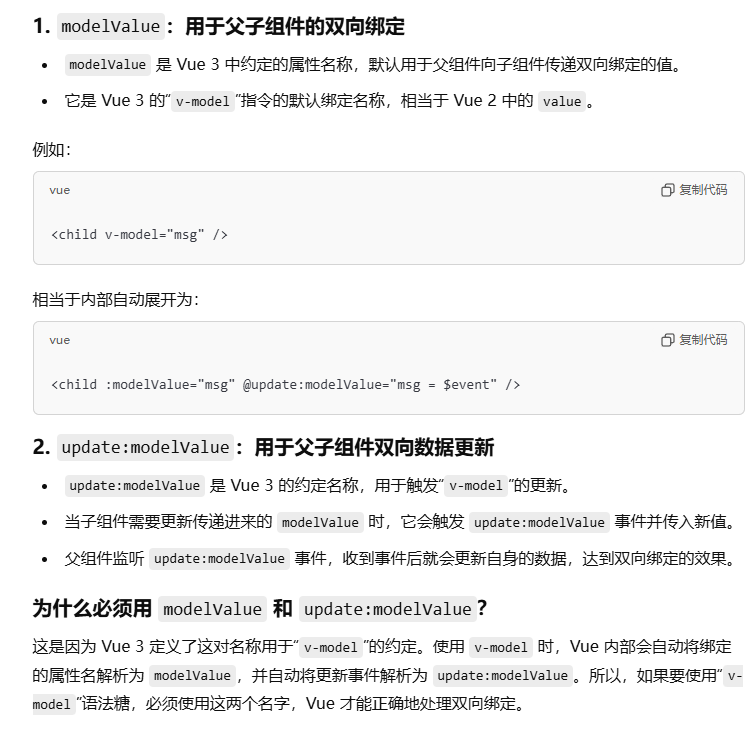 1. modelValue：用于父子组件的双向绑定
• modelValue 是 Vue 3 中约定的属性名称，默认用于父组件向子组件传递双向绑定的值。
• 它是 Vue 3 的“v-model”指令的默认绑定名称，相当于 Vue 2 中的 value。
例如：
vue 复制代码
<child v-model="msg" />
相当于内部自动展开为：
vue 复制代码
<child :modelValue="msg" @update:modelValue="msg = $event" />
2. update:modelValue：用于父子组件双向数据更新
• update:modelValue 是 Vue 3 的约定名称，用于触发“v-model”的更新。
• 当子组件需要更新传递进来的 modelValue 时，它会触发 update:modelValue 事件并传入新值。
• 父组件监听 update:modelValue 事件，收到事件后就会更新自身的数据，达到双向绑定的效果。
为什么必须用 modelValue 和 update:modelValue？
这是因为 Vue 3 定义了这对名称用于“v-model”的约定。使用 v-model 时，Vue 内部会自动将绑定
的属性名解析为 modelValue，并自动将更新事件解析为 update:modelValue。所以，如果要使用“v-
model”语法糖，必须使用这两个名字，Vue 才能正确地处理双向绑定。